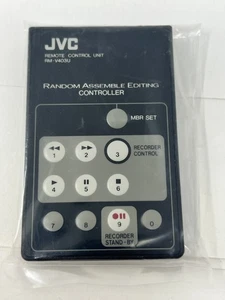 JVC
REMOTE CONTROL UNIT
RM-V403U
RANDOM ASSEMBLE EDITING
CONTROLLER
MBR SET
1 2 3
RECORDER
CONTROL
4 5 6
7 8 9 0
RECORDER
STAND-BY